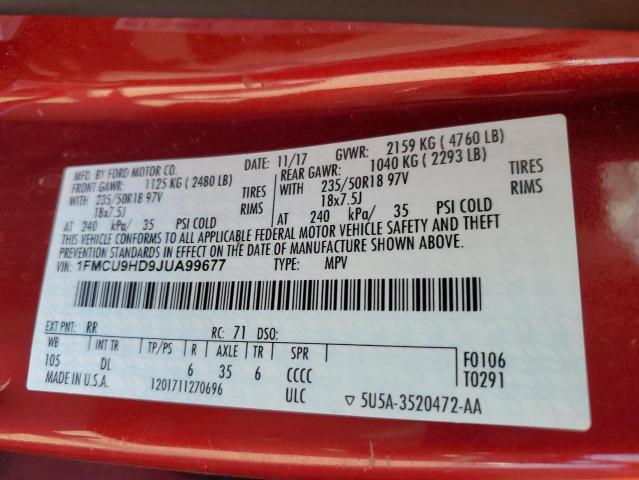 MFD. BY FORD MOTOR CO.
DATE: 11/17 GVWR: 2159 KG ( 4760 LB)
FRONT GAWR: 1125 KG ( 2480 LB) REAR GAWR: 1040 KG ( 2293 LB)
WITH 235/50R18 97V TIRES WITH 235/50R18 97V TIRES
18x7.5J RIMS 18x7.5J RIMS
AT 240 kPa/ 35 PSI COLD AT 240 kPa/ 35 PSI COLD
THIS VEHICLE CONFORMS TO ALL APPLICABLE FEDERAL MOTOR VEHICLE SAFETY AND THEFT
PREVENTION STANDARDS IN EFFECT ON THE DATE OF MANUFACTURE SHOWN ABOVE.
VIN: 1FMCU9HD9JUA99677 TYPE: MPV
EXT PNT: RR RC: 71 DSO:
WB INT TR TP/PS R AXLE TR SPR F0106
105 DL 6 35 6 CCCC T0291
MADE IN U.S.A. 1201711270696 ULC ▽ 5U5A-3520472-AA